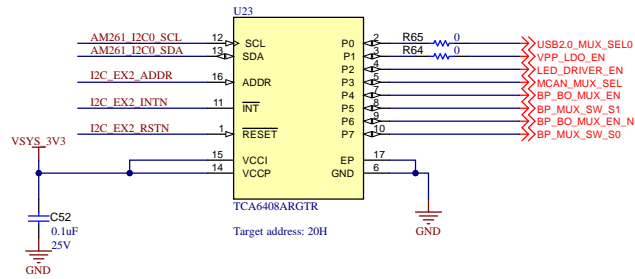 U23
AM261_I2C0_SCL 12 SCL P0 2 R65 0 USB2.0_MUX_SEL0
AM261_I2C0_SDA 13 SDA P1 3 R64 0 VPP_LDO_EN
P2 4 LED_DRIVER_EN
I2C_EX2_ADDR 16 ADDR P3 5 MCAN_MUX_SEL
P4 7 BP_BO_MUX_EN
I2C_EX2_INTN 11 INT P5 8 BP_MUX_SW_S1
P6 9 BP_BO_MUX_EN_N
I2C_EX2_RSTN 1 RESET P7 10 BP_MUX_SW_S0
VSYS_3V3
15 VCCI EP 17
14 VCCP GND 6
TCA6408ARGTR
C52
0.1uF
25V
Target address: 20H
GND
GND